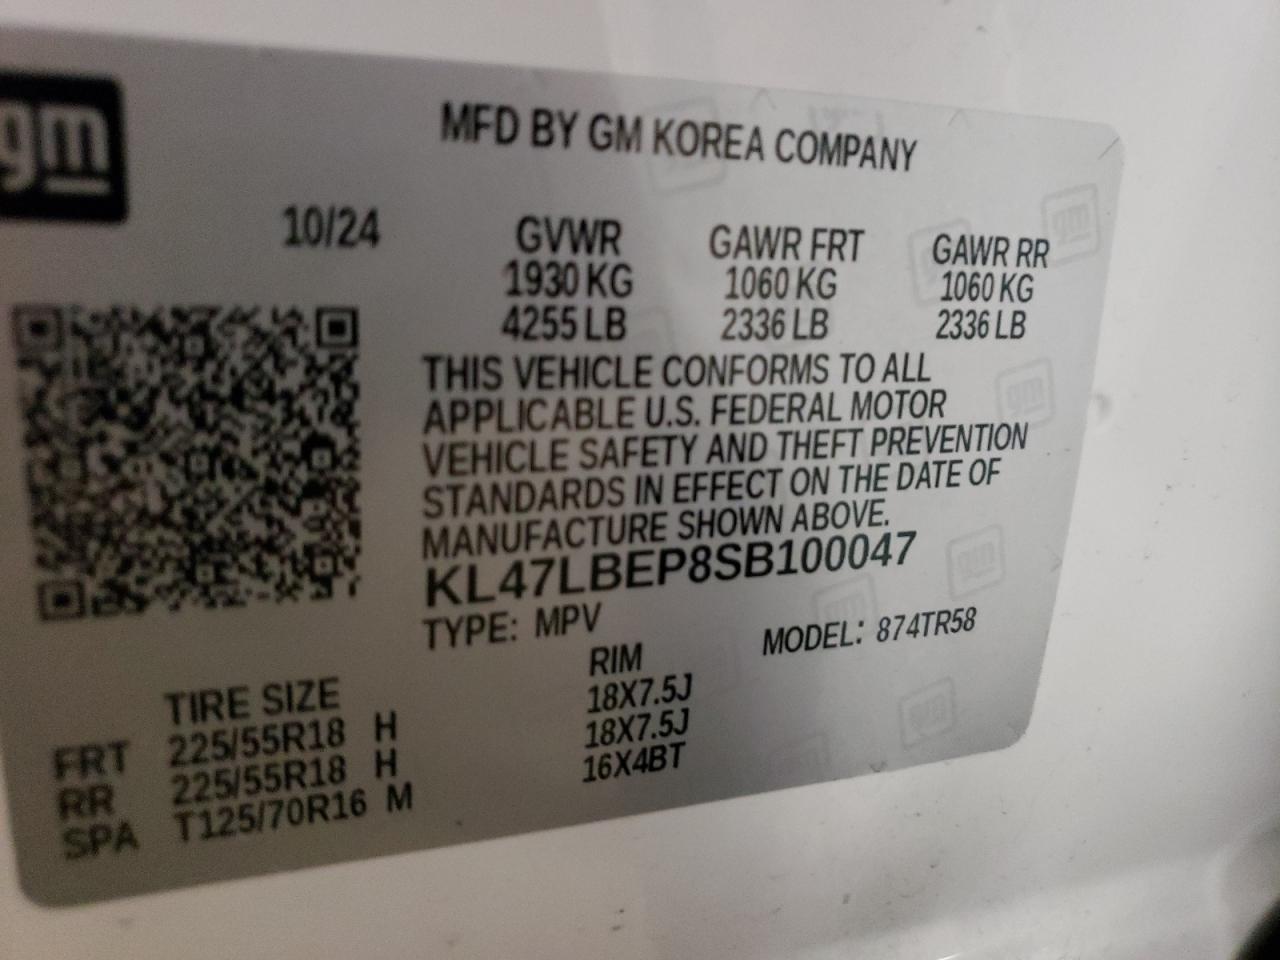 gm
MFD BY GM KOREA COMPANY
10/24 GVWR GAWR FRT GAWR RR
1930 KG 1060 KG 1060 KG
4255 LB 2336 LB 2336 LB
THIS VEHICLE CONFORMS TO ALL
APPLICABLE U.S. FEDERAL MOTOR
VEHICLE SAFETY AND THEFT PREVENTION
STANDARDS IN EFFECT ON THE DATE OF
MANUFACTURE SHOWN ABOVE.
KL47LBEP8SB100047
TYPE: MPV MODEL: 874TR58
TIRE SIZE RIM
FRT 225/55R18 H 18X7.5J
RR 225/55R18 H 18X7.5J
SPA T125/70R16 M 16X4BT